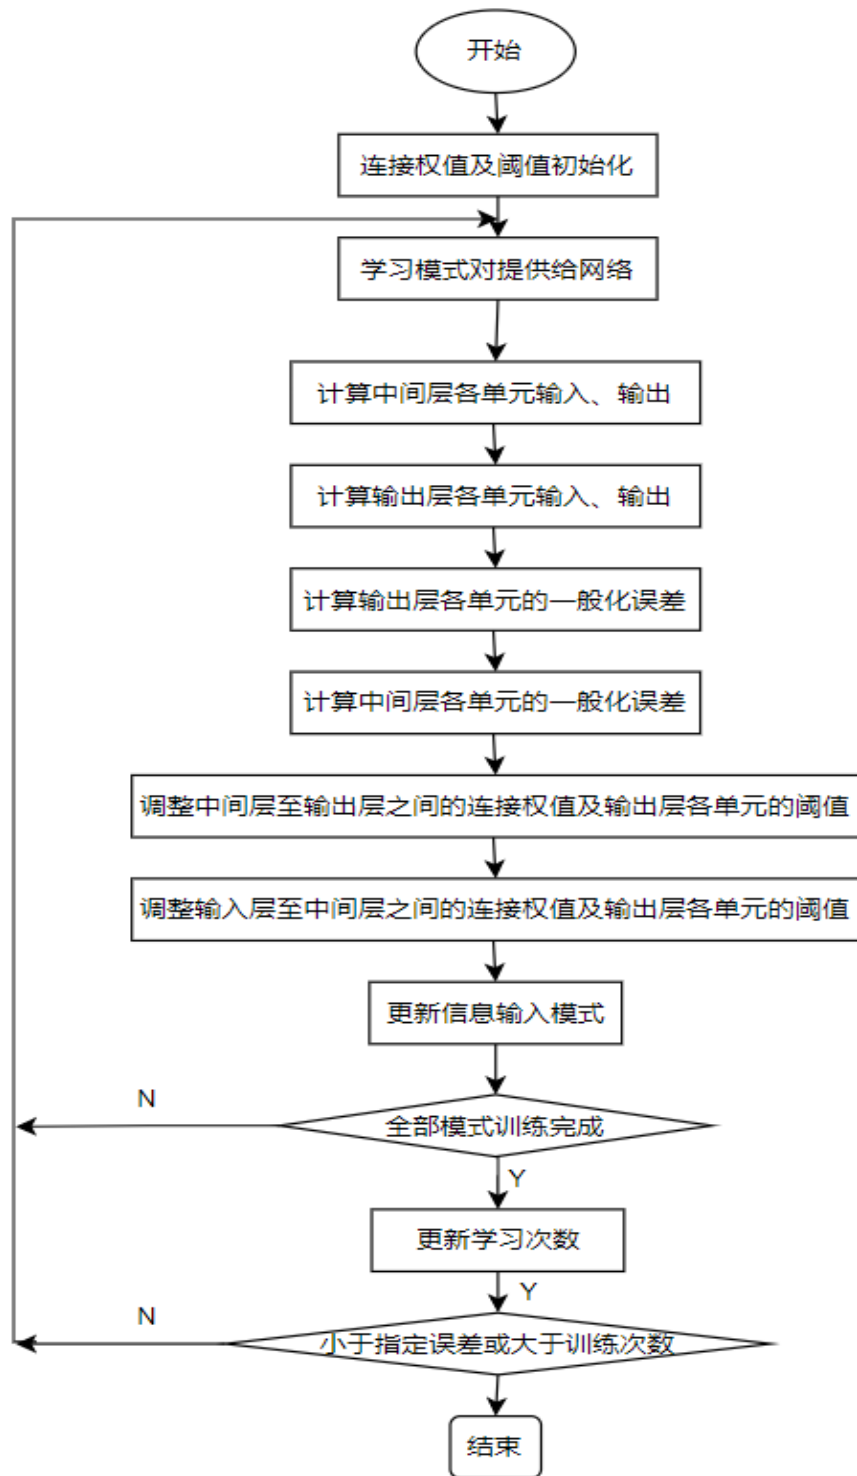 开始
连接权值及阈值初始化
学习模式对提供给网络
计算中间层各单元输入、输出
计算输出层各单元输入、输出
计算输出层各单元的一般化误差
计算中间层各单元的一般化误差
调整中间层至输出层之间的连接权值及输出层各单元的阈值
调整输入层至中间层之间的连接权值及输出层各单元的阈值
更新信息输入模式
N
全部模式训练完成
Y
更新学习次数
Y
N
小于指定误差或大于训练次数
结束